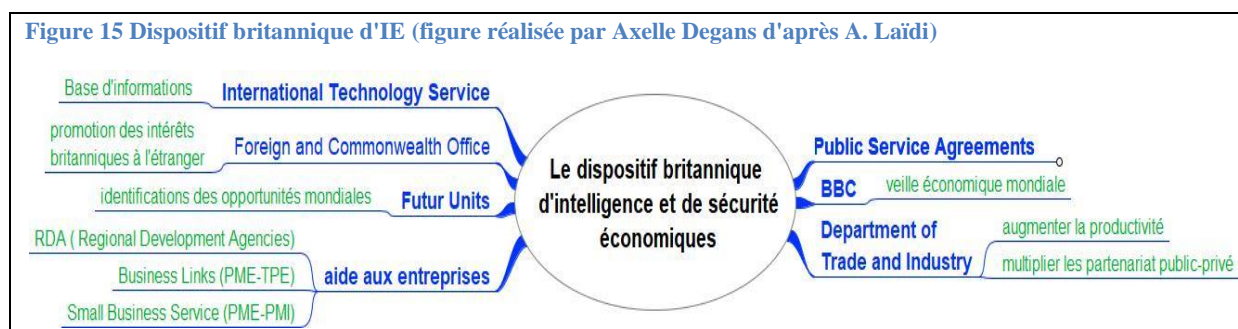 Figure 15 Dispositif britannique d'IE (figure réalisée par Axelle Degans d'après A. Laïdi)
Base d'informations
International Technology Service
promotion des intérêts
britanniques à l'étranger
Foreign and Commonwealth Office
identifications des opportunités mondiales
Futur Units
RDA ( Regional Development Agencies)
Business Links (PME-TPE)
Small Business Service (PME-PMI)
aide aux entreprises
Le dispositif britannique
d'intelligence et de sécurité
économiques
Public Service Agreements
BBC
veille économique mondiale
Department of
Trade and Industry
augmenter la productivité
multiplier les partenariat public-privé